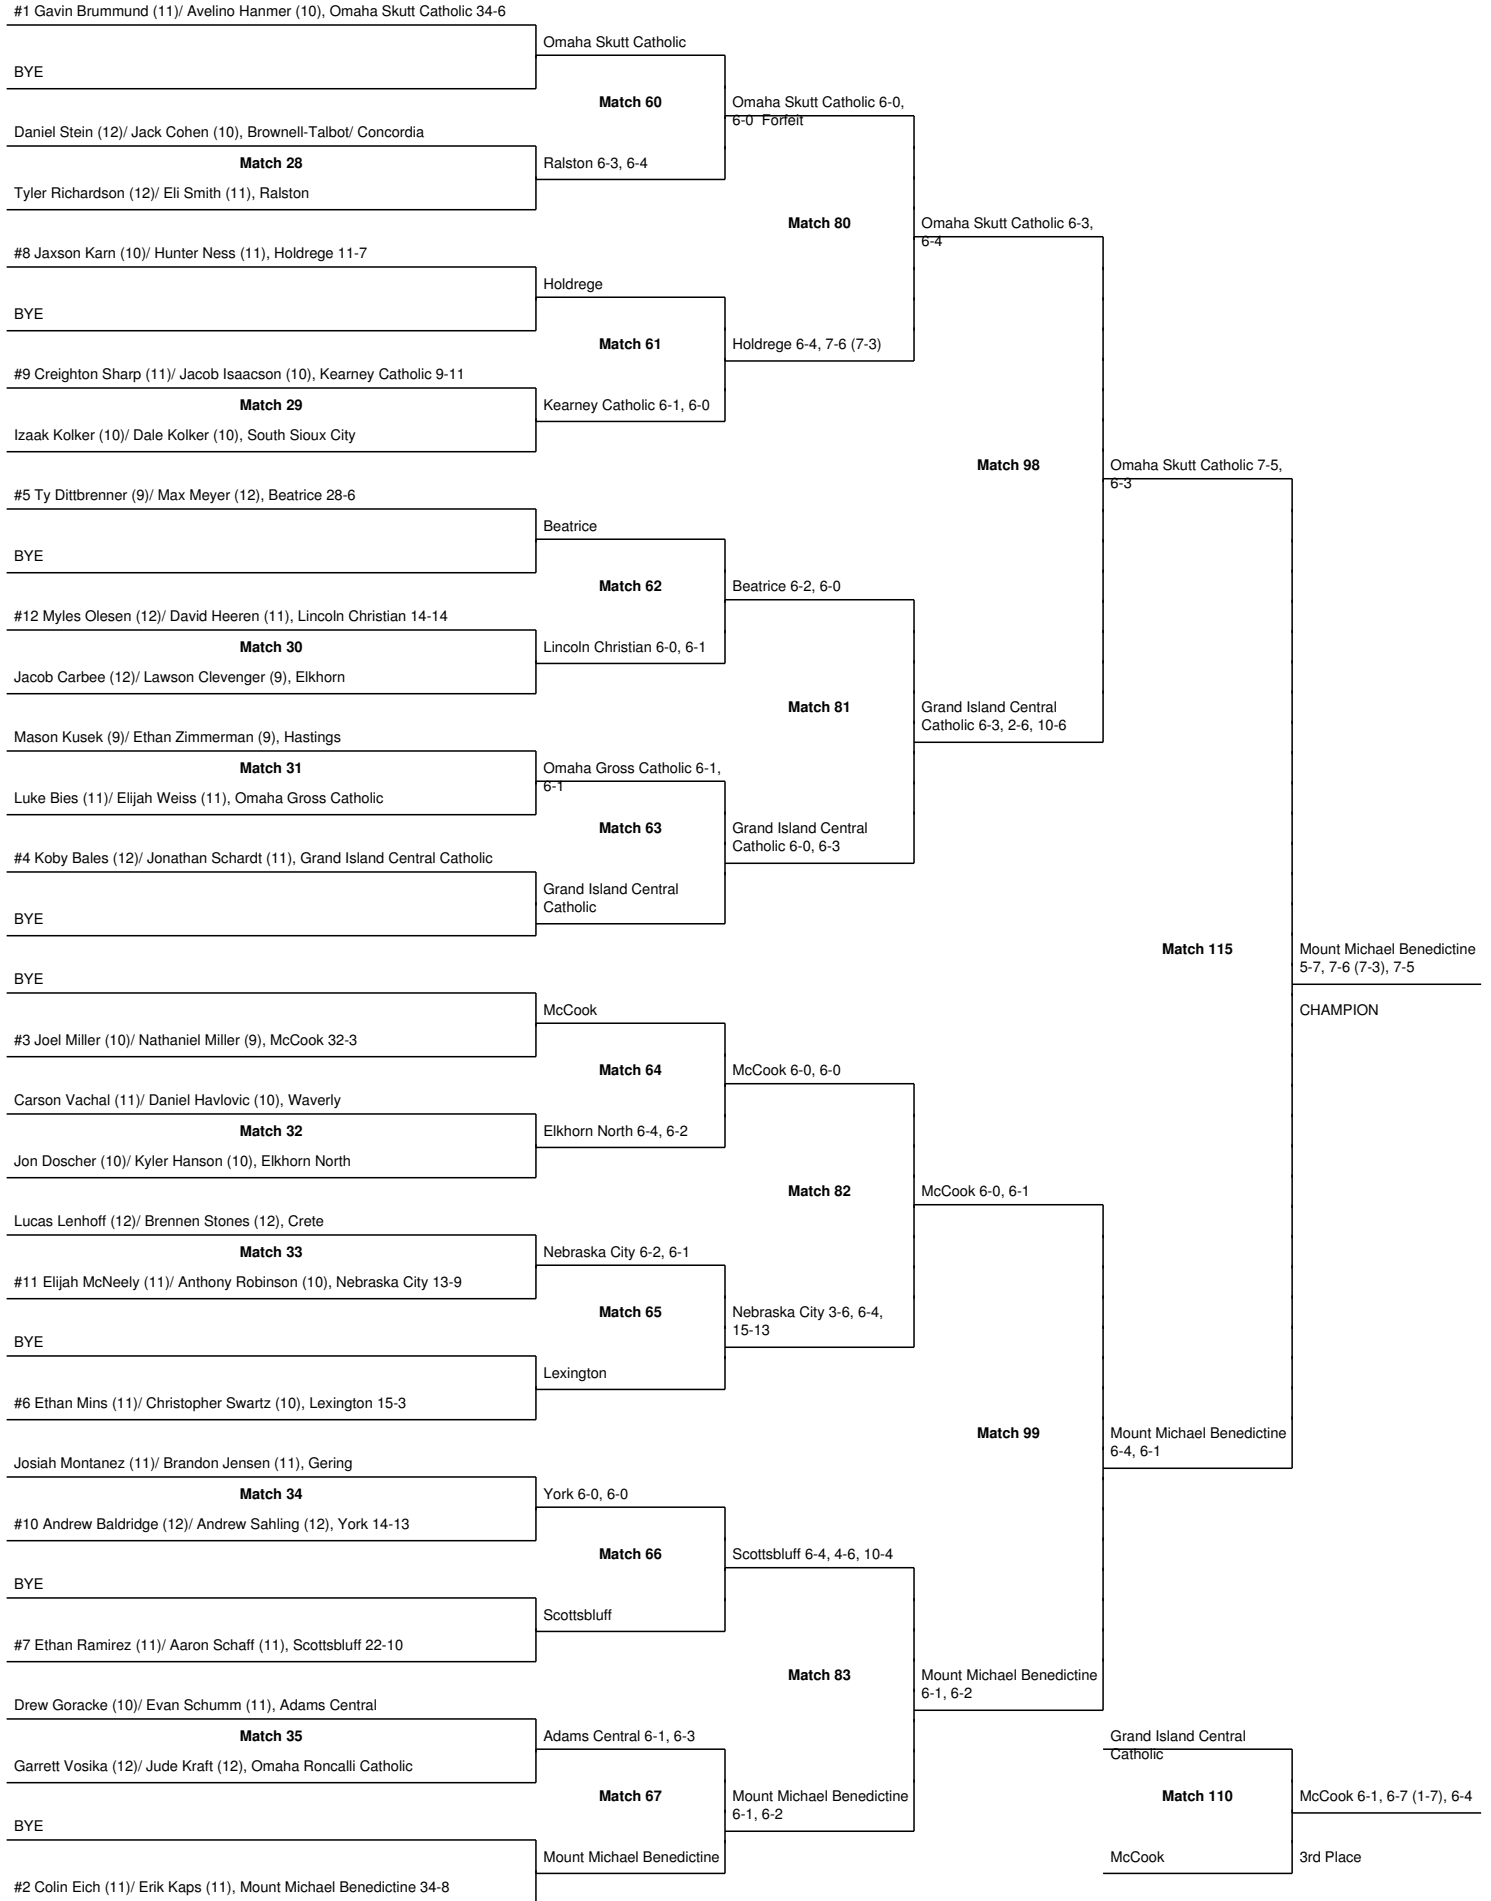 #1 Gavin Brummund (11)/ Avelino Hanmer (10), Omaha Skutt Catholic 34-6
Omaha Skutt Catholic
BYE
Match 60
Omaha Skutt Catholic 6-0,
6-0 Forfeit
Daniel Stein (12)/ Jack Cohen (10), Brownell-Talbot/ Concordia
Match 28
Ralston 6-3, 6-4
Tyler Richardson (12)/ Eli Smith (11), Ralston
Match 80
Omaha Skutt Catholic 6-3,
6-4
#8 Jaxson Karn (10)/ Hunter Ness (11), Holdrege 11-7
Holdrege
BYE
Match 61
Holdrege 6-4, 7-6 (7-3)
#9 Creighton Sharp (11)/ Jacob Isaacson (10), Kearney Catholic 9-11
Match 29
Kearney Catholic 6-1, 6-0
Izaak Kolker (10)/ Dale Kolker (10), South Sioux City
Match 98
Omaha Skutt Catholic 7-5,
6-3
#5 Ty Dittbrenner (9)/ Max Meyer (12), Beatrice 28-6
Beatrice
BYE
Match 62
Beatrice 6-2, 6-0
#12 Myles Olesen (12)/ David Heeren (11), Lincoln Christian 14-14
Match 30
Lincoln Christian 6-0, 6-1
Jacob Carbee (12)/ Lawson Clevenger (9), Elkhorn
Match 81
Grand Island Central
Catholic 6-3, 2-6, 10-6
Mason Kusek (9)/ Ethan Zimmerman (9), Hastings
Match 31
Omaha Gross Catholic 6-1,
6-1
Luke Bies (11)/ Elijah Weiss (11), Omaha Gross Catholic
Match 63
Grand Island Central
Catholic 6-0, 6-3
#4 Koby Bales (12)/ Jonathan Schardt (11), Grand Island Central Catholic
Grand Island Central
Catholic
BYE
Match 115
Mount Michael Benedictine
5-7, 7-6 (7-3), 7-5
CHAMPION
BYE
McCook
#3 Joel Miller (10)/ Nathaniel Miller (9), McCook 32-3
Match 64
McCook 6-0, 6-0
Carson Vachal (11)/ Daniel Havlovic (10), Waverly
Match 32
Elkhorn North 6-4, 6-2
Jon Doscher (10)/ Kyler Hanson (10), Elkhorn North
Match 82
McCook 6-0, 6-1
Lucas Lenhoff (12)/ Brennen Stones (12), Crete
Match 33
Nebraska City 6-2, 6-1
#11 Elijah McNeely (11)/ Anthony Robinson (10), Nebraska City 13-9
Match 65
Nebraska City 3-6, 6-4,
15-13
BYE
Lexington
#6 Ethan Mins (11)/ Christopher Swartz (10), Lexington 15-3
Match 99
Mount Michael Benedictine
6-4, 6-1
Josiah Montanez (11)/ Brandon Jensen (11), Gering
Match 34
York 6-0, 6-0
#10 Andrew Baldridge (12)/ Andrew Sahling (12), York 14-13
Match 66
Scottsbluff 6-4, 4-6, 10-4
BYE
Scottsbluff
#7 Ethan Ramirez (11)/ Aaron Schaff (11), Scottsbluff 22-10
Match 83
Mount Michael Benedictine
6-1, 6-2
Drew Goracke (10)/ Evan Schumm (11), Adams Central
Match 35
Adams Central 6-1, 6-3
Garrett Vosika (12)/ Jude Kraft (12), Omaha Roncalli Catholic
Match 67
Mount Michael Benedictine
6-1, 6-2
BYE
Mount Michael Benedictine
#2 Colin Eich (11)/ Erik Kaps (11), Mount Michael Benedictine 34-8
Grand Island Central
Catholic
Match 110
McCook 6-1, 6-7 (1-7), 6-4
McCook
3rd Place